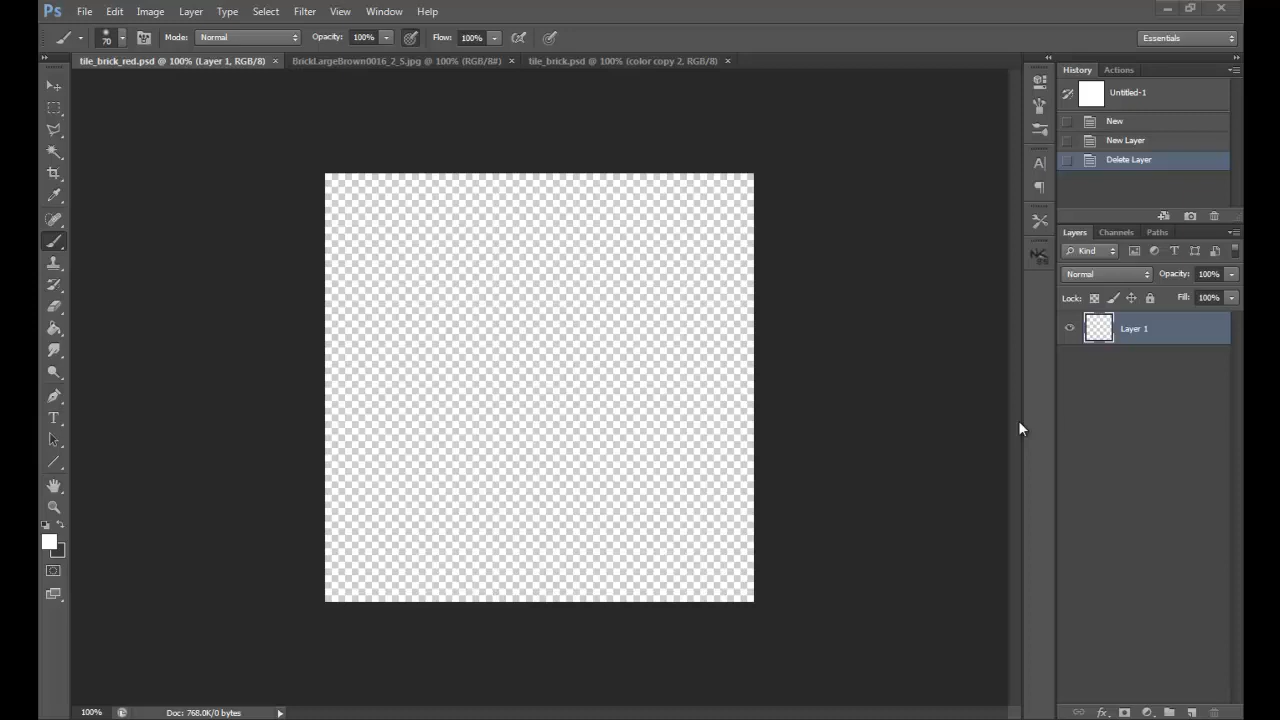 Ps File Edit Image Layer Type Select Filter View Window Help
70 Mode: Normal Opacity: 100% Flow: 100% Essentials
tile_brick_red.psd @ 100% (Layer 1, RGB/8) × BrickLargeBrown0016_2_S.jpg @ 100% (RGB/8#) × tile_brick.psd @ 100% (color copy 2, RGB/8) ×
History Actions
Untitled-1
New
New Layer
Delete Layer
Layers Channels Paths
Kind
Normal Opacity: 100%
Lock: Fill: 100%
Layer 1
100% Doc: 768.0K/0 bytes